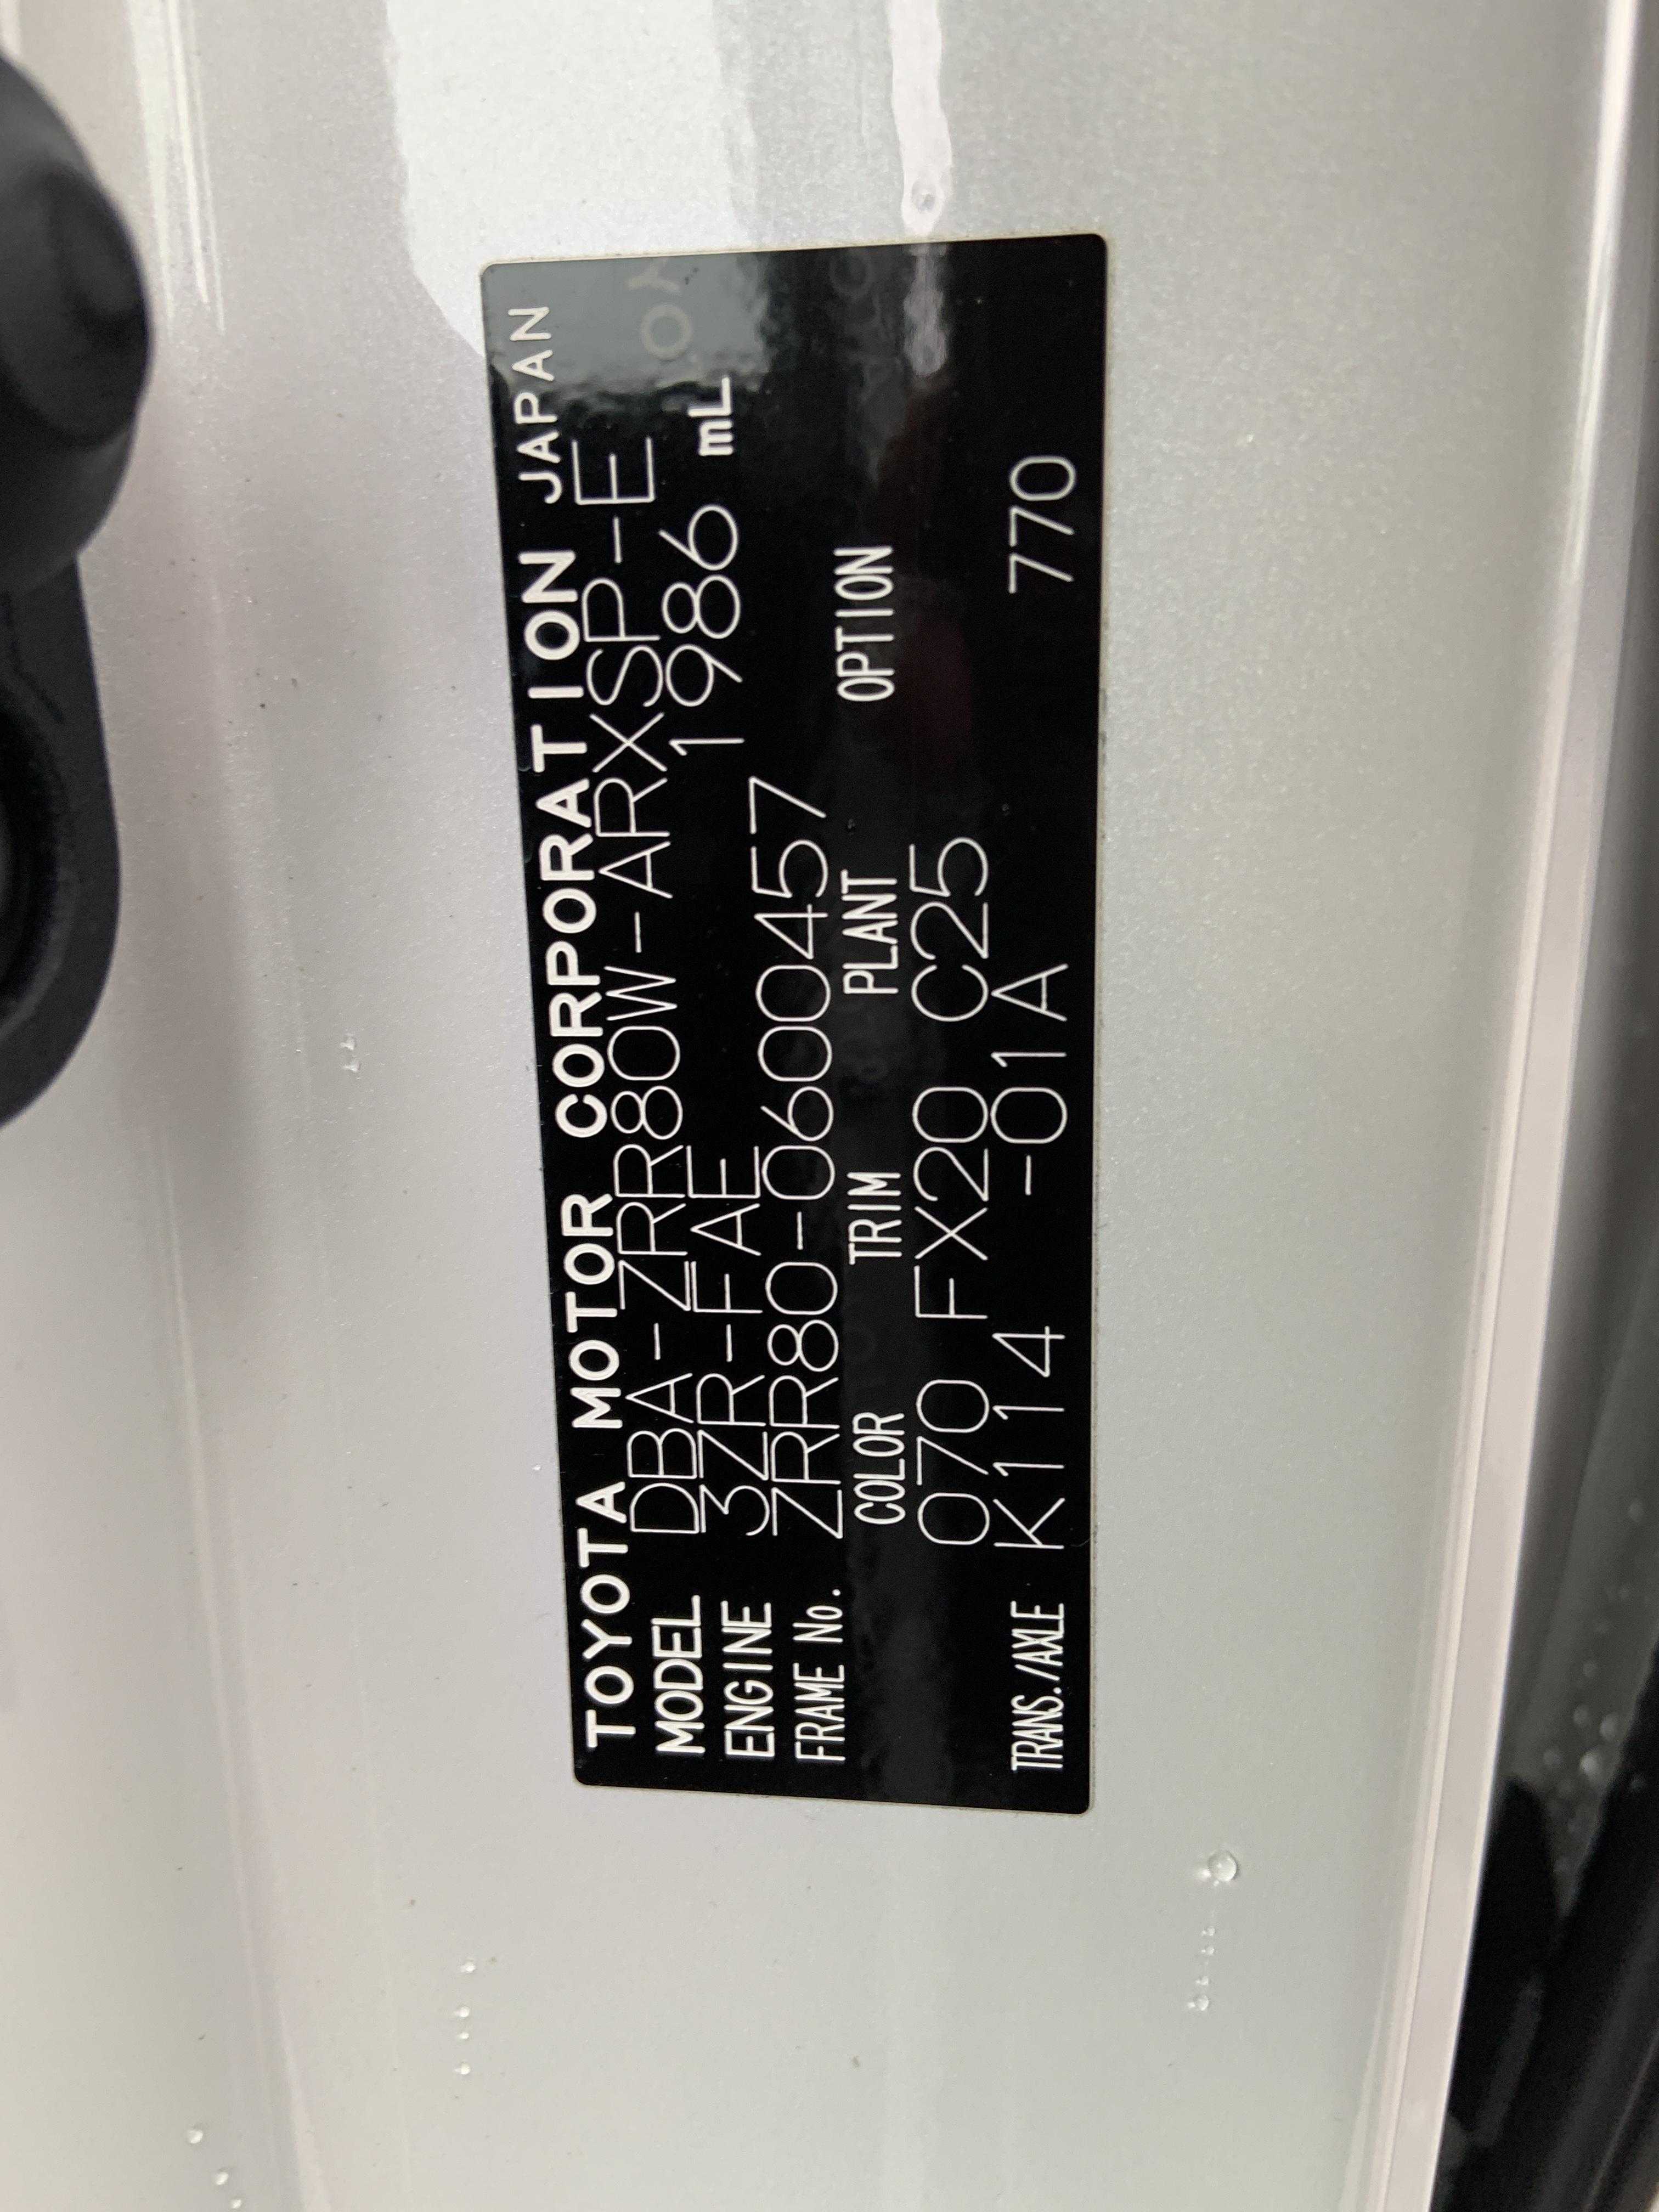 TOYOTA MOTOR CORPORATION JAPAN
MODEL DBA-ZRR80W-ARXSP-E
ENGINE 3ZR-FAE 1986 mL
FRAME No. ZRR80-0600457
COLOR TRIM PLANT OPTION
070 FX20 C25
TRANS./AXLE K114 -01A 770